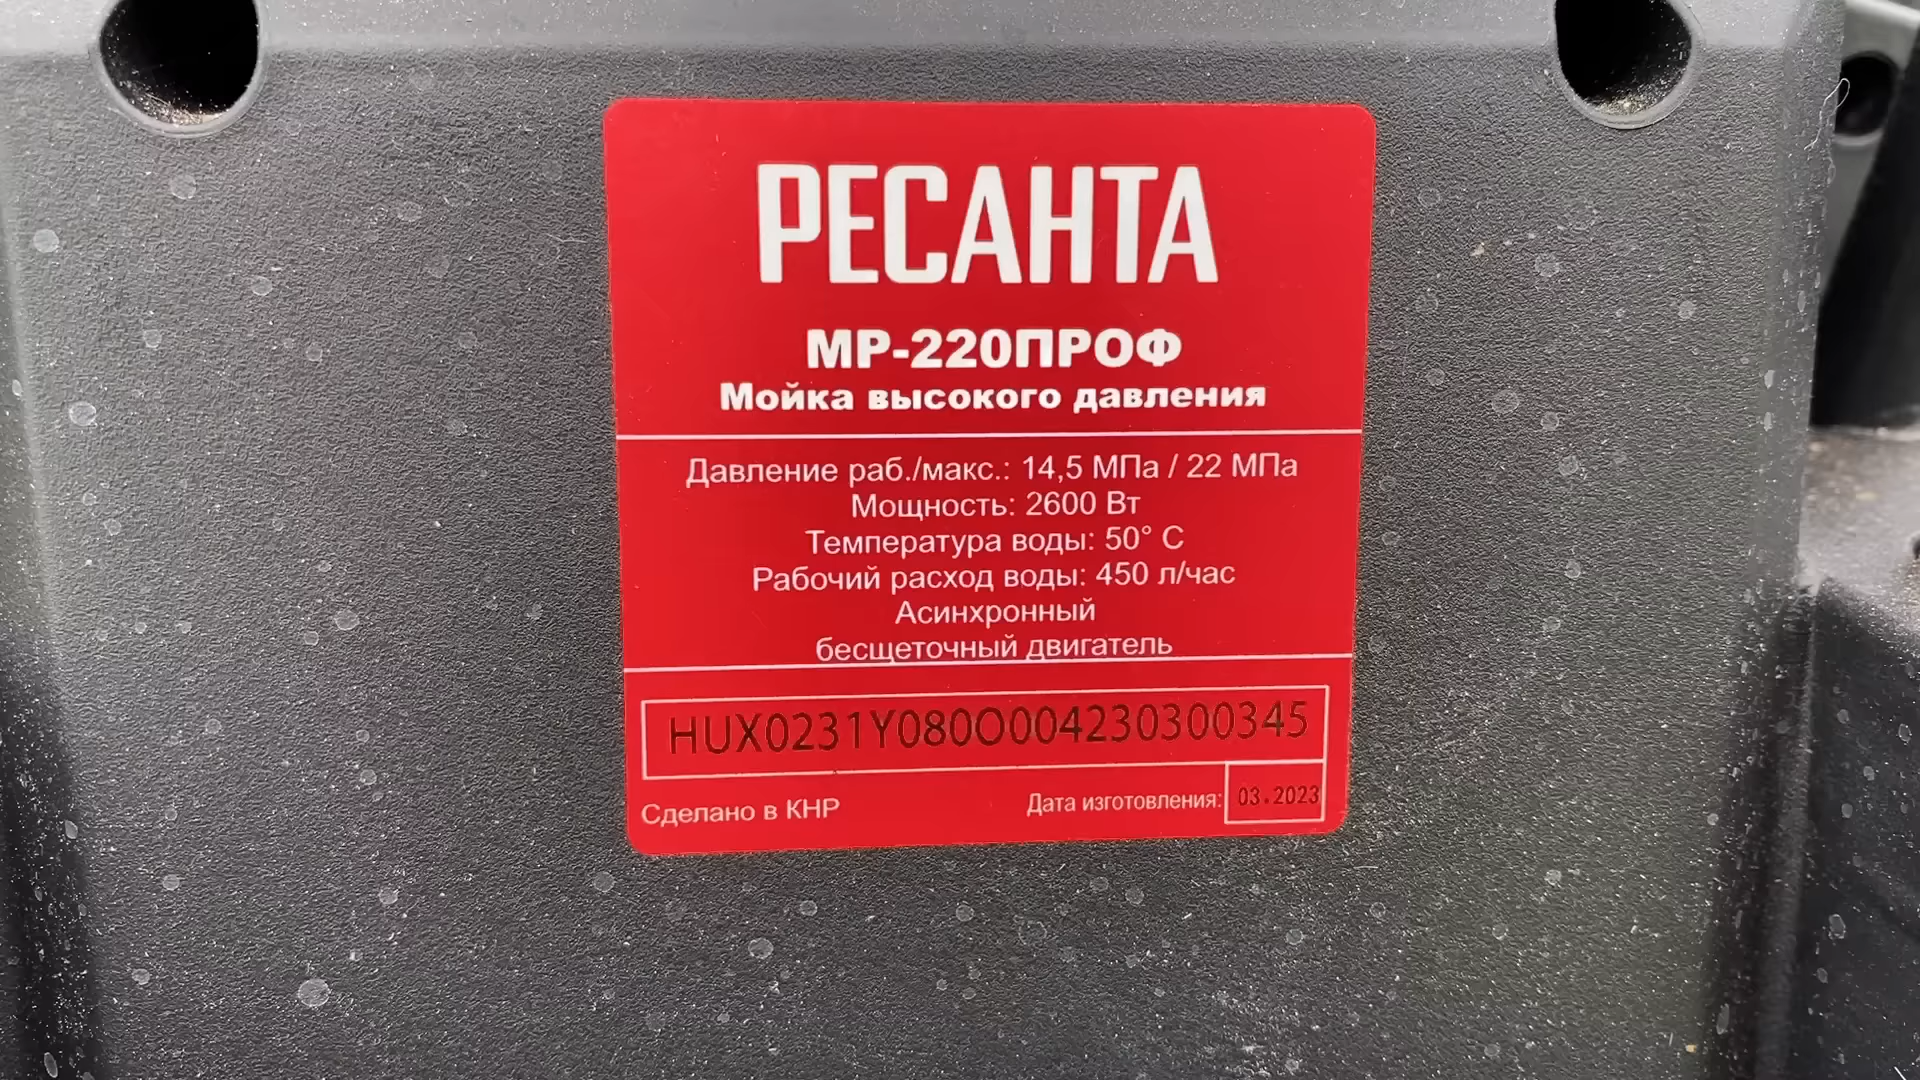 РЕСАНТА
МР-220ПРОФ
Мойка высокого давления
Давление раб./макс.: 14,5 МПа / 22 МПа
Мощность: 2600 Вт
Температура воды: 50° С
Рабочий расход воды: 450 л/час
Асинхронный
бесщеточный двигатель
HUX0231Y080O004230300345
Сделано в КНР
Дата изготовления: 03.2023